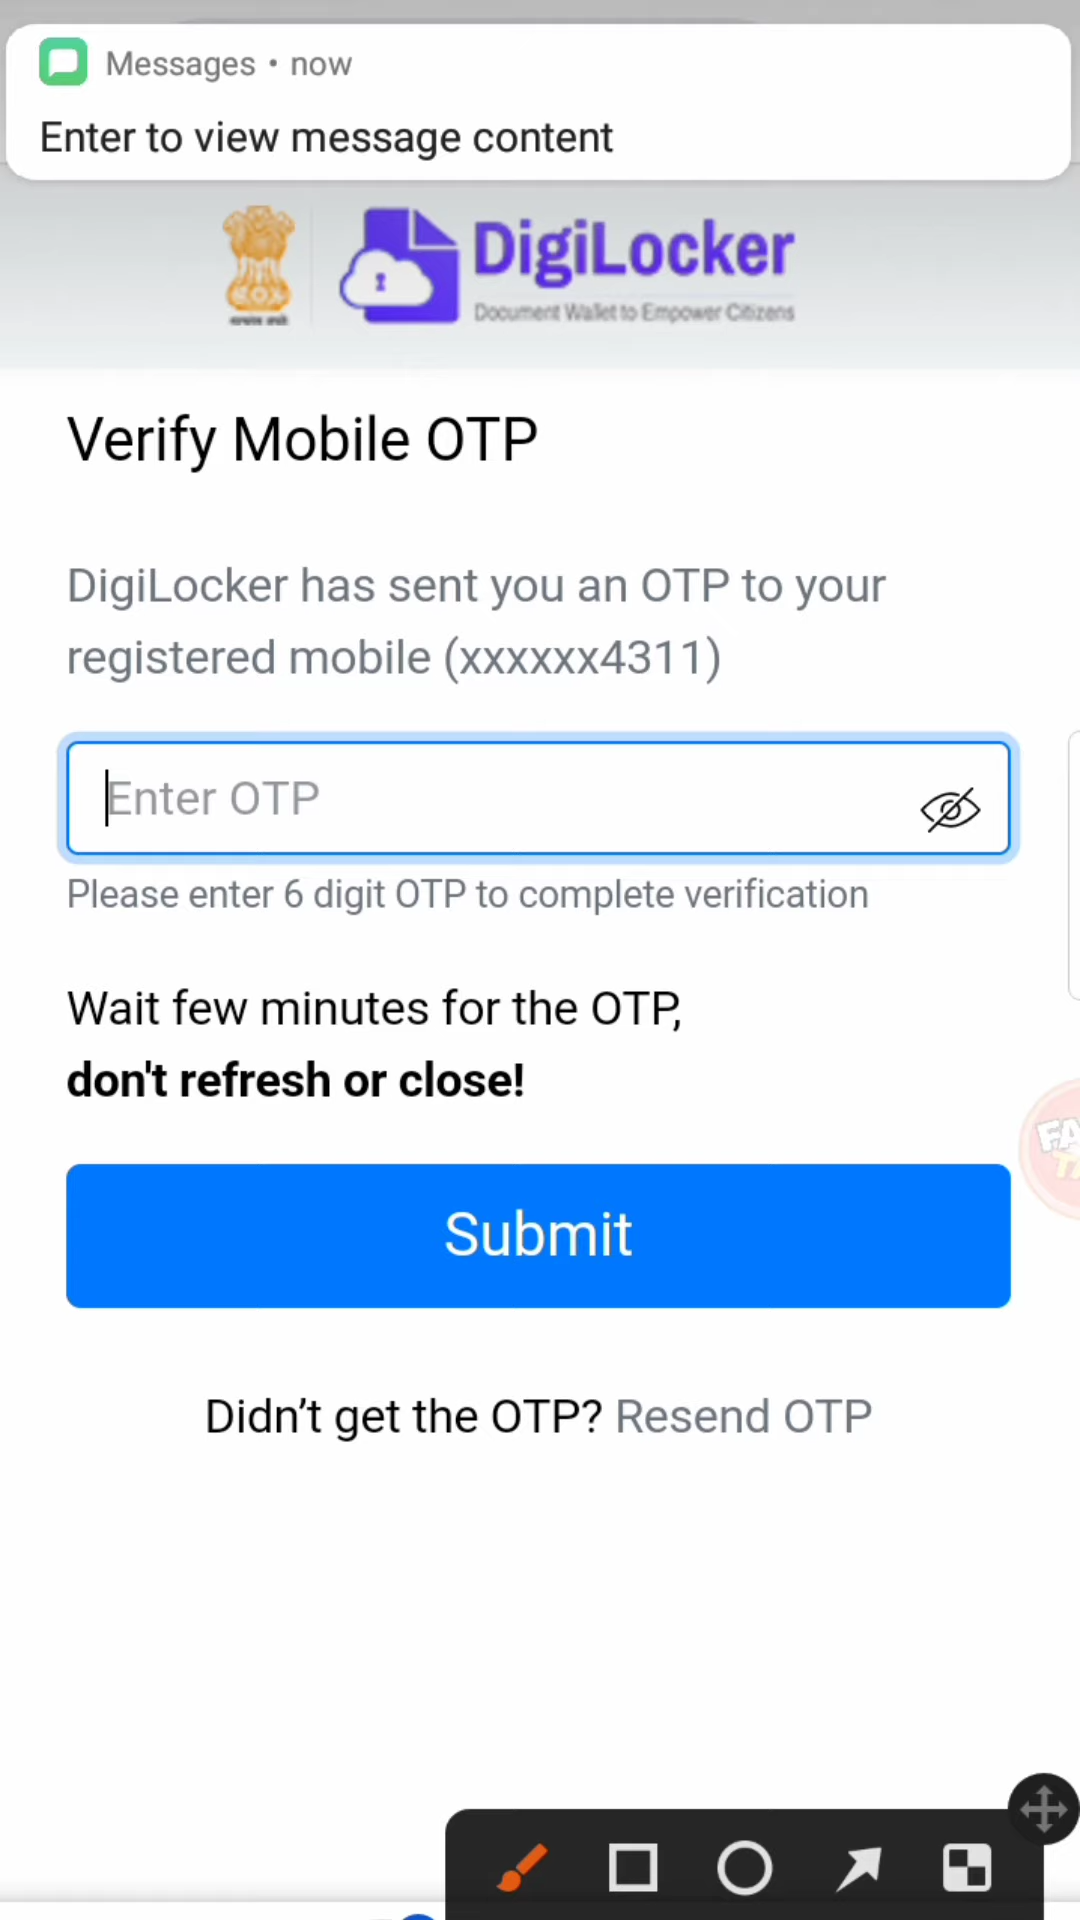 Messages • now
Enter to view message content
DigiLocker
Document Wallet to Empower Citizens
Verify Mobile OTP
DigiLocker has sent you an OTP to your
registered mobile (xxxxxx4311)
Enter OTP
Please enter 6 digit OTP to complete verification
Wait few minutes for the OTP,
don't refresh or close!
Submit
Didn’t get the OTP? Resend OTP